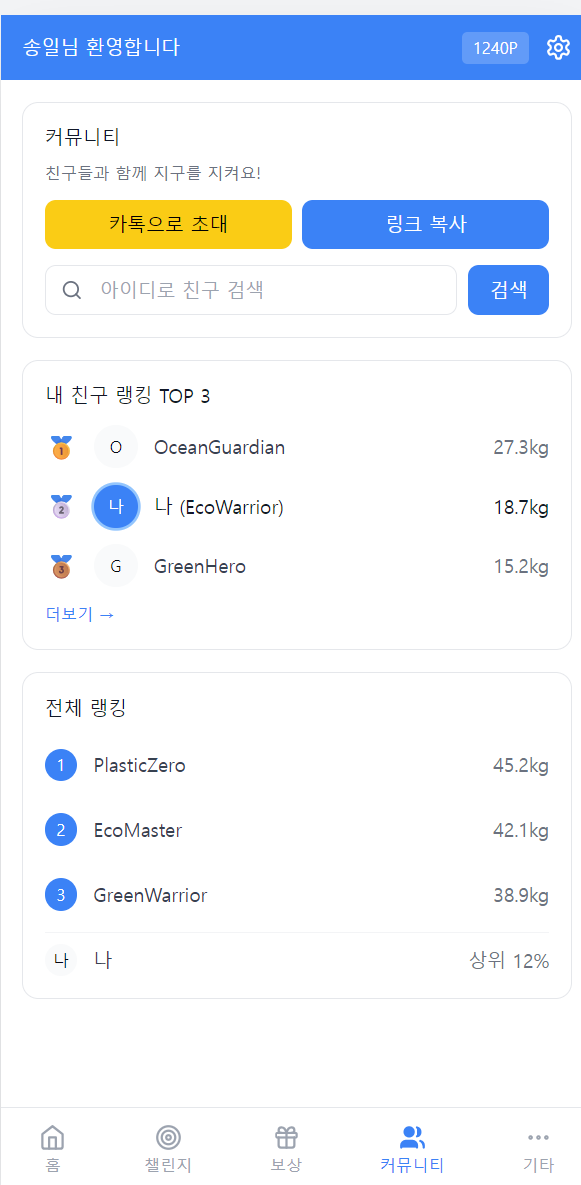 송일님 환영합니다 1240P
커뮤니티
친구들과 함께 지구를 지켜요!
카톡으로 초대 링크 복사
아이디로 친구 검색 검색
내 친구 랭킹 TOP 3
1 O OceanGuardian 27.3kg
2 나 나 (EcoWarrior) 18.7kg
3 G GreenHero 15.2kg
더보기 →
전체 랭킹
1 PlasticZero 45.2kg
2 EcoMaster 42.1kg
3 GreenWarrior 38.9kg
나 나 상위 12%
홈 챌린지 보상 커뮤니티 기타